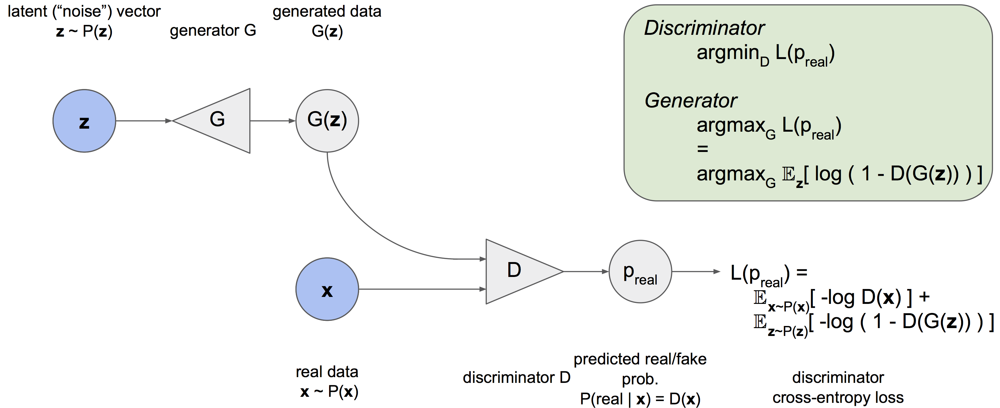 latent (“noise”) vector
z ~ P(z)
generator G
generated data
G(z)
Discriminator
argmin_D L(p_real)
Generator
argmax_G L(p_real)
=
argmax_G 𝔼_z[ log ( 1 - D(G(z)) ) ]
z
G
G(z)
x
D
p_real
L(p_real) =
𝔼_x~P(x)[ -log D(x) ] +
𝔼_z~P(z)[ -log ( 1 - D(G(z)) ) ]
real data
x ~ P(x)
discriminator D
predicted real/fake
prob.
P(real | x) = D(x)
discriminator
cross-entropy loss